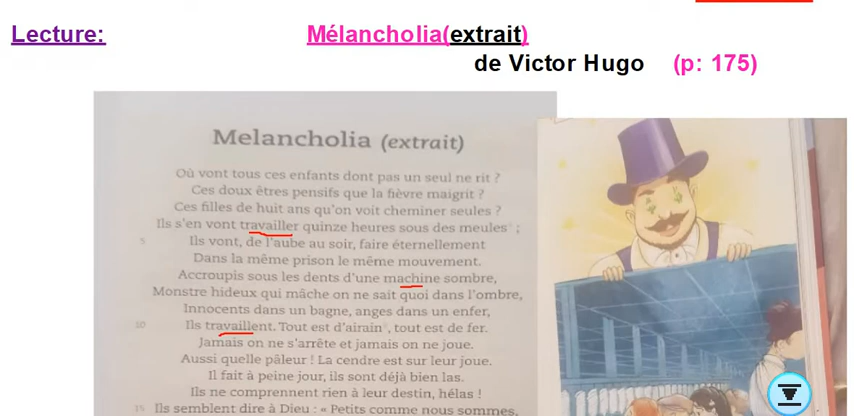 Lecture: Mélancholia(extrait)
de Victor Hugo (p: 175)
Melancholia (extrait)
Où vont tous ces enfants dont pas un seul ne rit ?
Ces doux êtres pensifs que la fièvre maigrit ?
Ces filles de huit ans qu'on voit cheminer seules ?
Ils s'en vont travailler quinze heures sous des meules° ;
5 Ils vont, de l'aube au soir, faire éternellement
Dans la même prison le même mouvement.
Accroupis sous les dents d'une machine sombre,
Monstre hideux qui mâche on ne sait quoi dans l'ombre,
Innocents dans un bagne, anges dans un enfer,
10 Ils travaillent. Tout est d'airain°, tout est de fer.
Jamais on ne s'arrête et jamais on ne joue.
Aussi quelle pâleur ! La cendre est sur leur joue.
Il fait à peine jour, ils sont déjà bien las.
Ils ne comprennent rien à leur destin, hélas !
15 Ils semblent dire à Dieu : « Petits comme nous sommes,